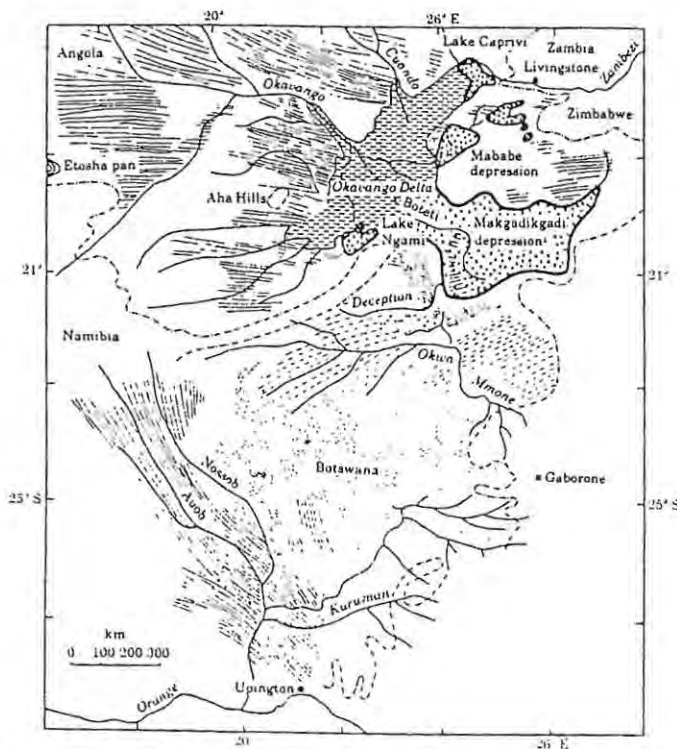 20°
26° E
Angola
Okavango
Cuando
Lake Caprivi
Zambia
Livingstone
Zambezi
Zimbabwe
Etosha pan
Mababe
depression
Aha Hills
Okavango Delta
Boteti
Lake
Ngami
Makgadikgadi
depression
21°
21°
Deception
Namibia
Okwa
Mmone
Nossob
Auob
Botswana
Gaborone
25° S
25° S
Kuruman
km
0 100 200 300
Upington
Orange
20
26 E